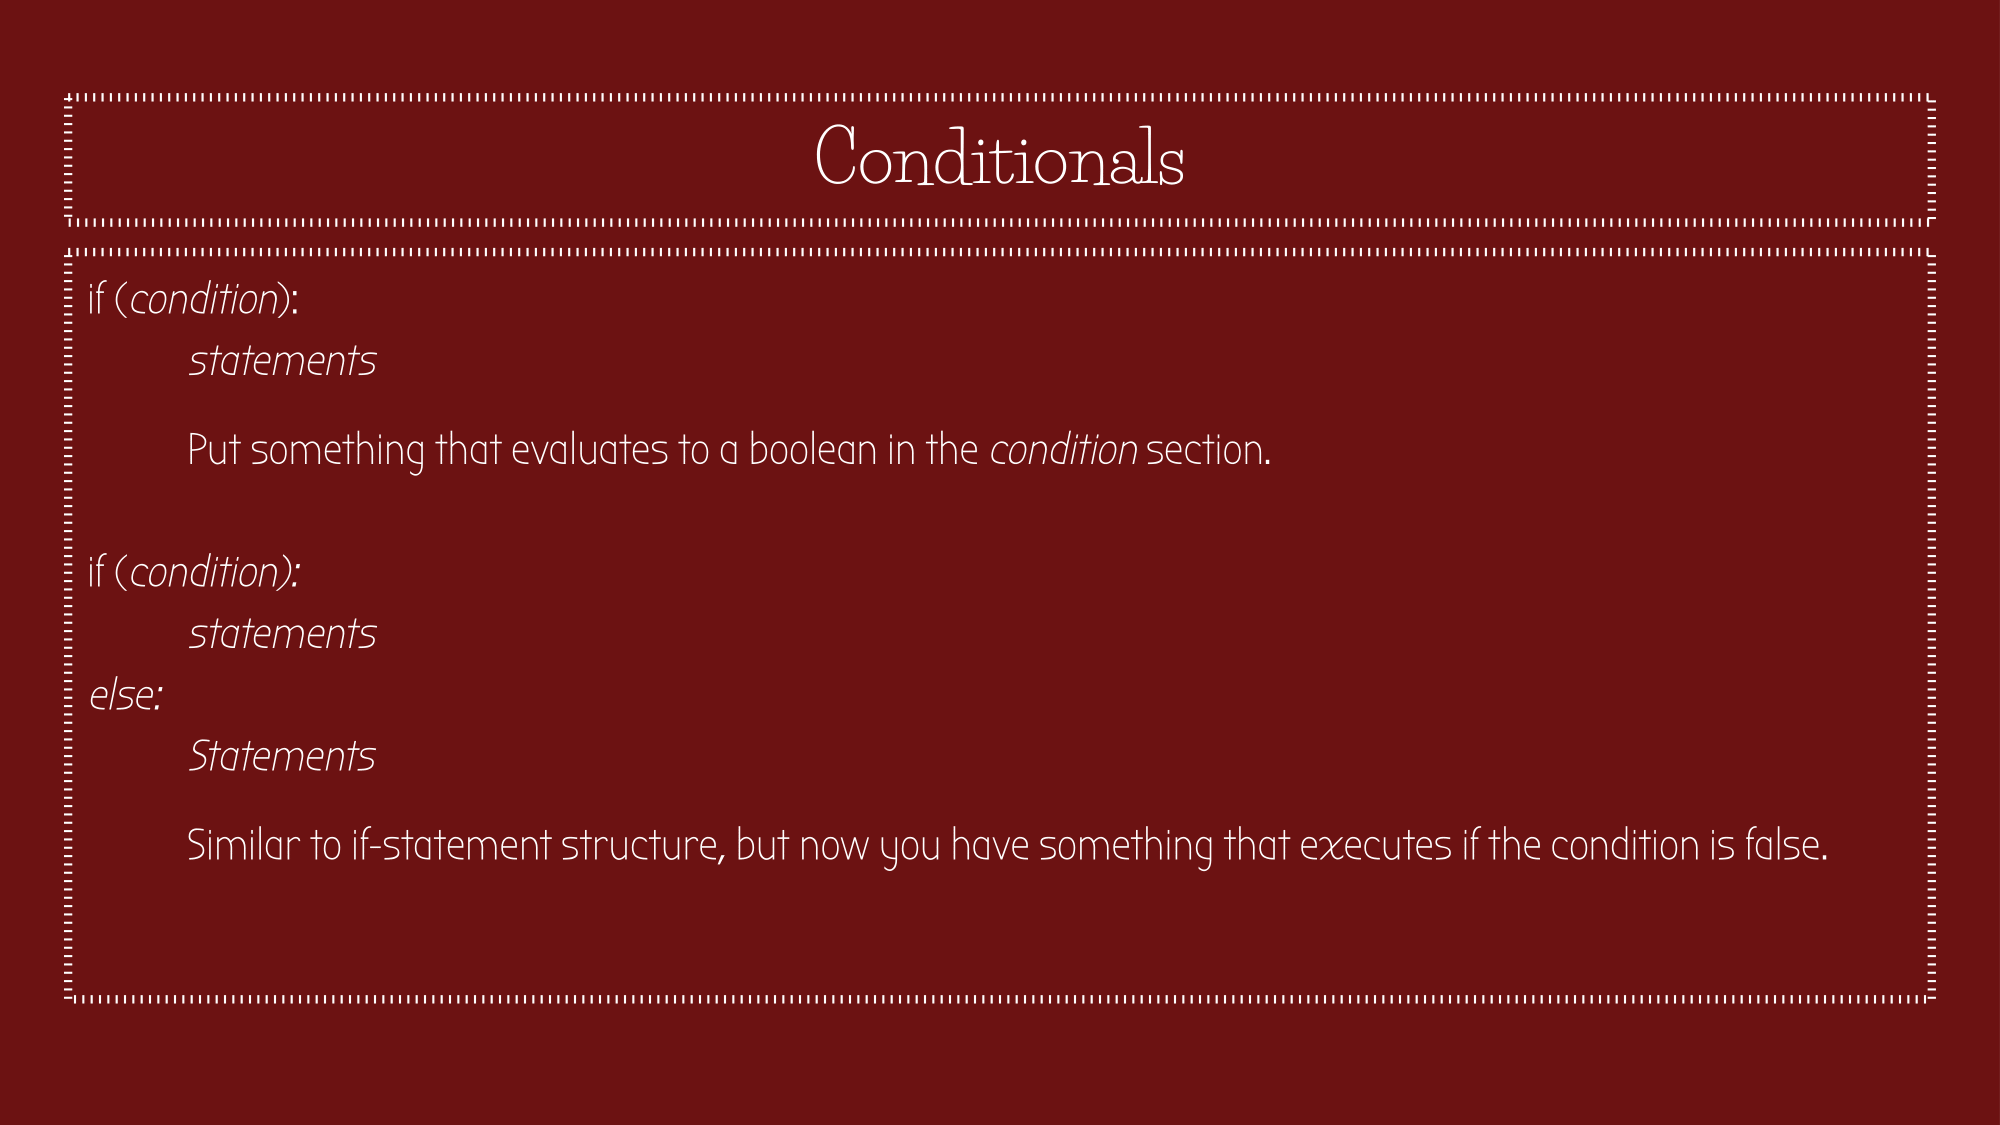 Conditionals
if (condition):
statements
Put something that evaluates to a boolean in the condition section.
if (condition):
statements
else:
Statements
Similar to if-statement structure, but now you have something that executes if the condition is false.